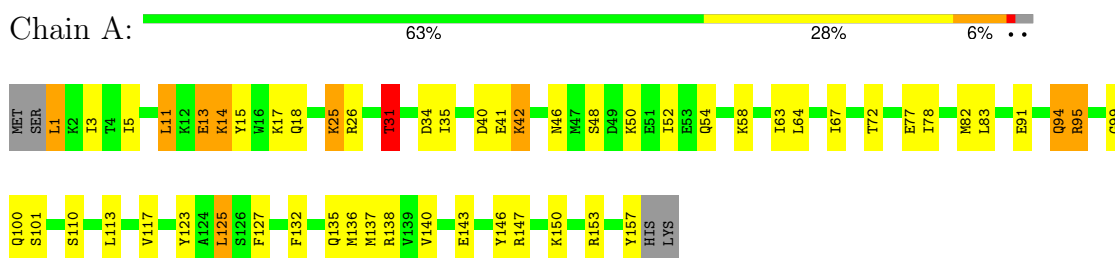 Chain A:
63% 28% 6% • •
MET SER L1 K2 I3 T4 I5 L11 K12 E13 K14 Y15 W16 K17 Q18 K25 R26 T31 D34 I35 D40 E41 K42 N46 M47 S48 D49 K50 E51 I52 E53 Q54 K58 I63 L64 I67 T72 E77 I78 M82 L83 E91 Q94 R95
Q100 S101 S110 L113 V117 Y123 A124 L125 S126 F127 F132 Q135 M136 M137 R138 V139 V140 E143 Y146 R147 K150 R153 Y157 HIS LYS